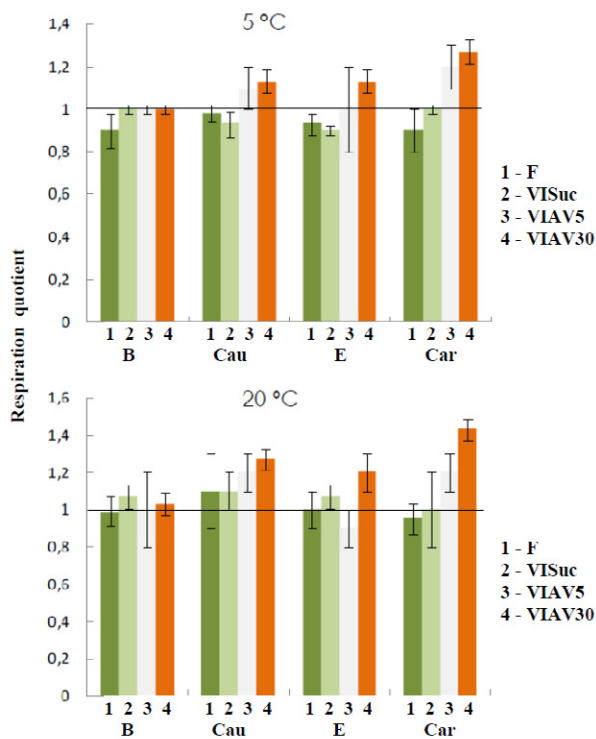 5 °C
1,4
1,2
1
0,8
0,6
0,4
0,2
0
1 - F
2 - VISuc
3 - VIAV5
4 - VIAV30
1 2 3 4 1 2 3 4 1 2 3 4 1 2 3 4
B Cau E Car
Respiration quotient
20 °C
1,6
1,4
1,2
1
0,8
0,6
0,4
0,2
0
1 - F
2 - VISuc
3 - VIAV5
4 - VIAV30
1 2 3 4 1 2 3 4 1 2 3 4 1 2 3 4
B Cau E Car